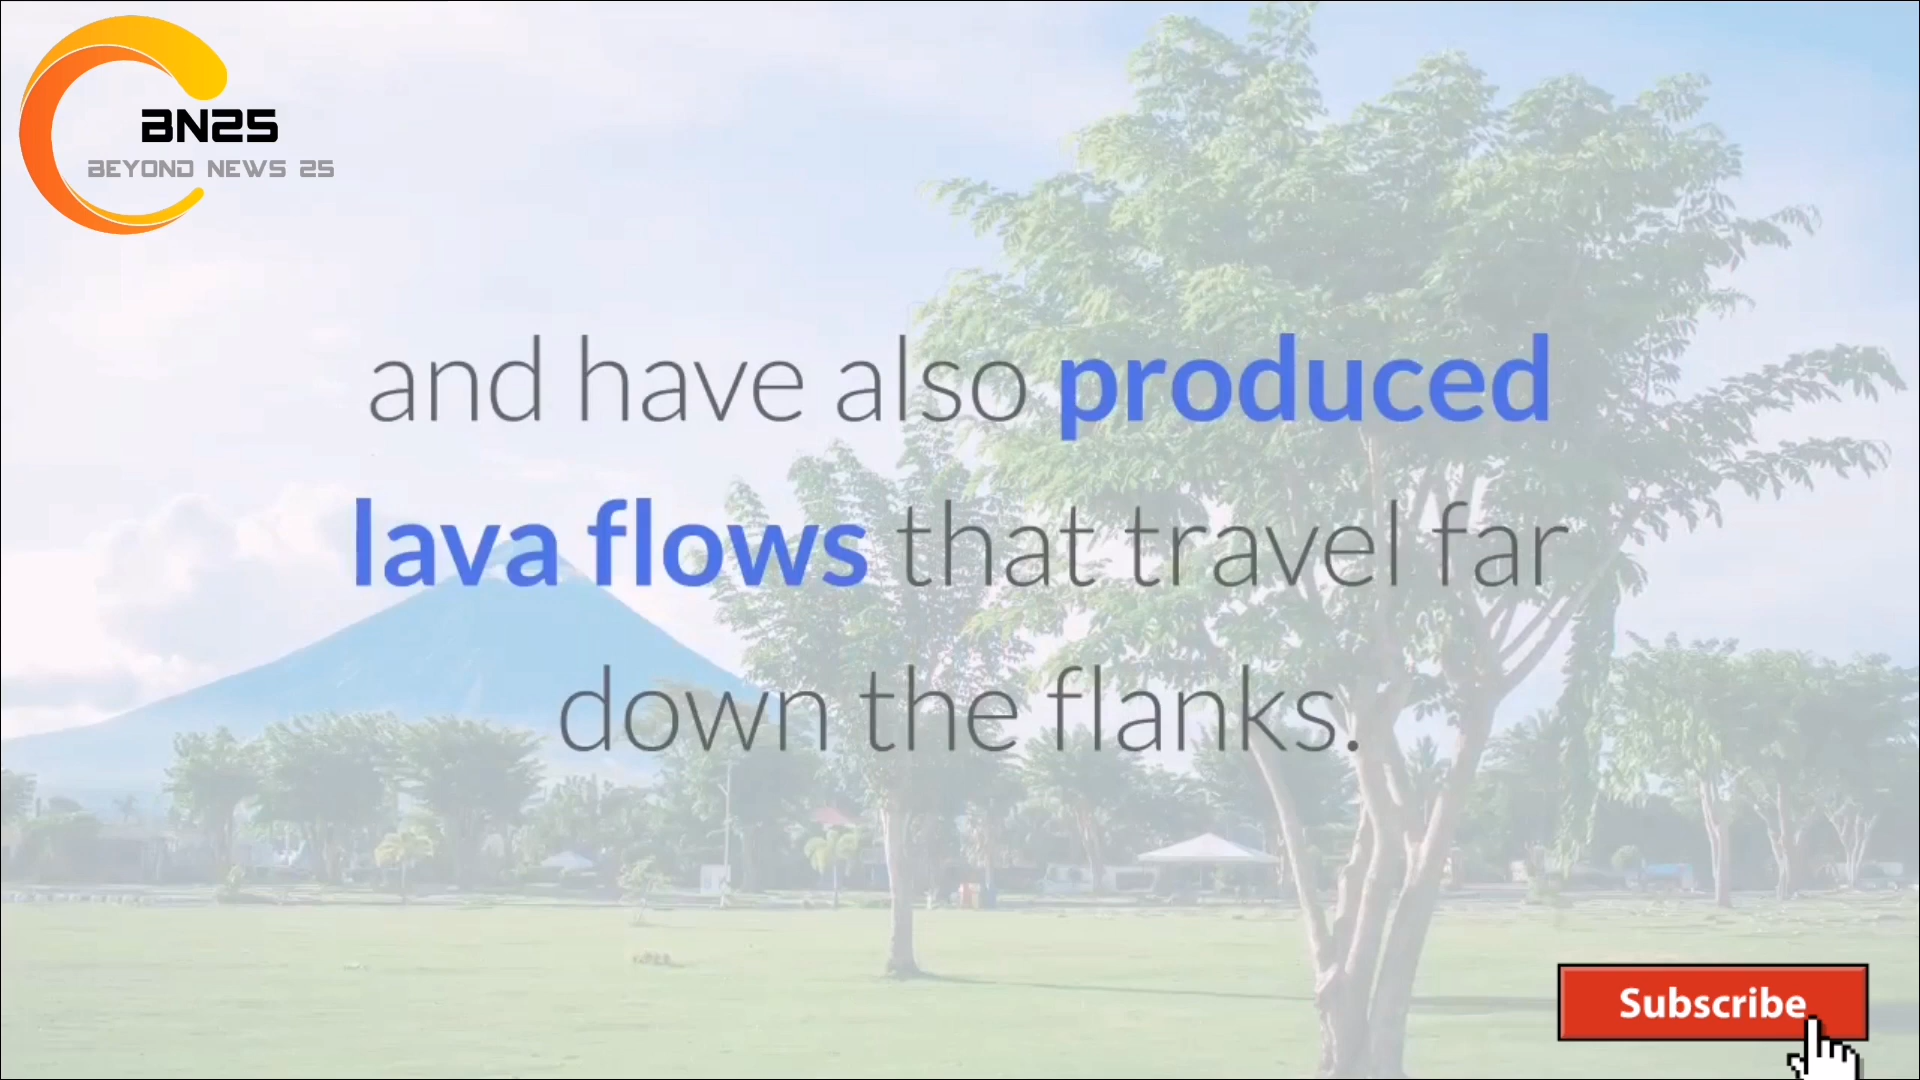 BN25
BEYOND NEWS 25
and have also produced
lava flows that travel far
down the flanks.
Subscribe